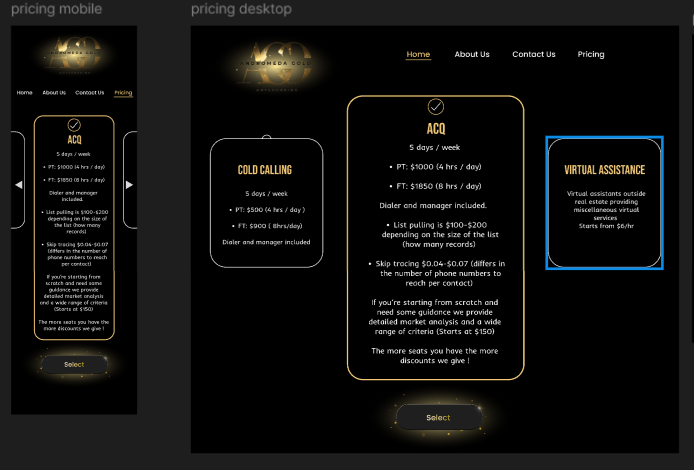 pricing mobile
ANDROMEDA GOLD
Home About Us Contact Us Pricing
ACQ
5 days / week
• PT: $1000 (4 hrs / day)
• FT: $1850 (8 hrs / day)
Dialer and manager
included.
• List pulling is $100-$200
depending on the size of
the list (how many
records)
• Skip tracing $0.04-$0.07
(differs in the number of
phone numbers to reach
per contact)
If you're starting from
scratch and need some
guidance we provide
detailed market analysis
and a wide range of criteria
(Starts at $150)
The more seats you have the
more discounts we give !
Select
pricing desktop
ANDROMEDA GOLD
Home About Us Contact Us Pricing
COLD CALLING
5 days / week
• PT: $500 (4 hrs / day )
• FT: $900 ( 8hrs/day)
Dialer and manager included
ACQ
5 days / week
• PT: $1000 (4 hrs / day)
• FT: $1850 (8 hrs / day)
Dialer and manager included.
• List pulling is $100-$200
depending on the size of the list
(how many records)
• Skip tracing $0.04-$0.07 (differs in
the number of phone numbers to
reach per contact)
If you're starting from scratch and
need some guidance we provide
detailed market analysis and a wide
range of criteria (Starts at $150)
The more seats you have the more
discounts we give !
Select
VIRTUAL ASSISTANCE
Virtual assistants outside
real estate providing
miscellaneous virtual
services
Starts from $6/hr